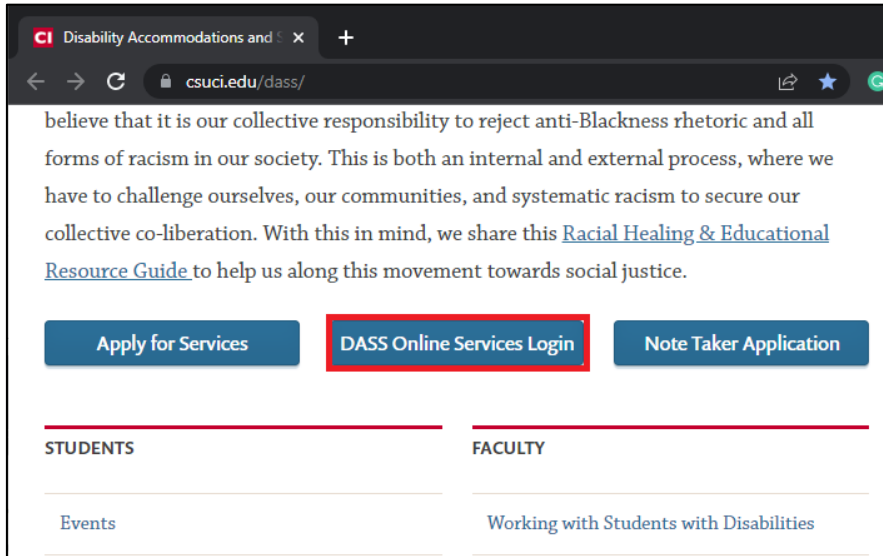 CI Disability Accommodations and S
csuci.edu/dass/
believe that it is our collective responsibility to reject anti-Blackness rhetoric and all
forms of racism in our society. This is both an internal and external process, where we
have to challenge ourselves, our communities, and systematic racism to secure our
collective co-liberation. With this in mind, we share this Racial Healing & Educational
Resource Guide to help us along this movement towards social justice.
Apply for Services DASS Online Services Login Note Taker Application
STUDENTS FACULTY
Events Working with Students with Disabilities